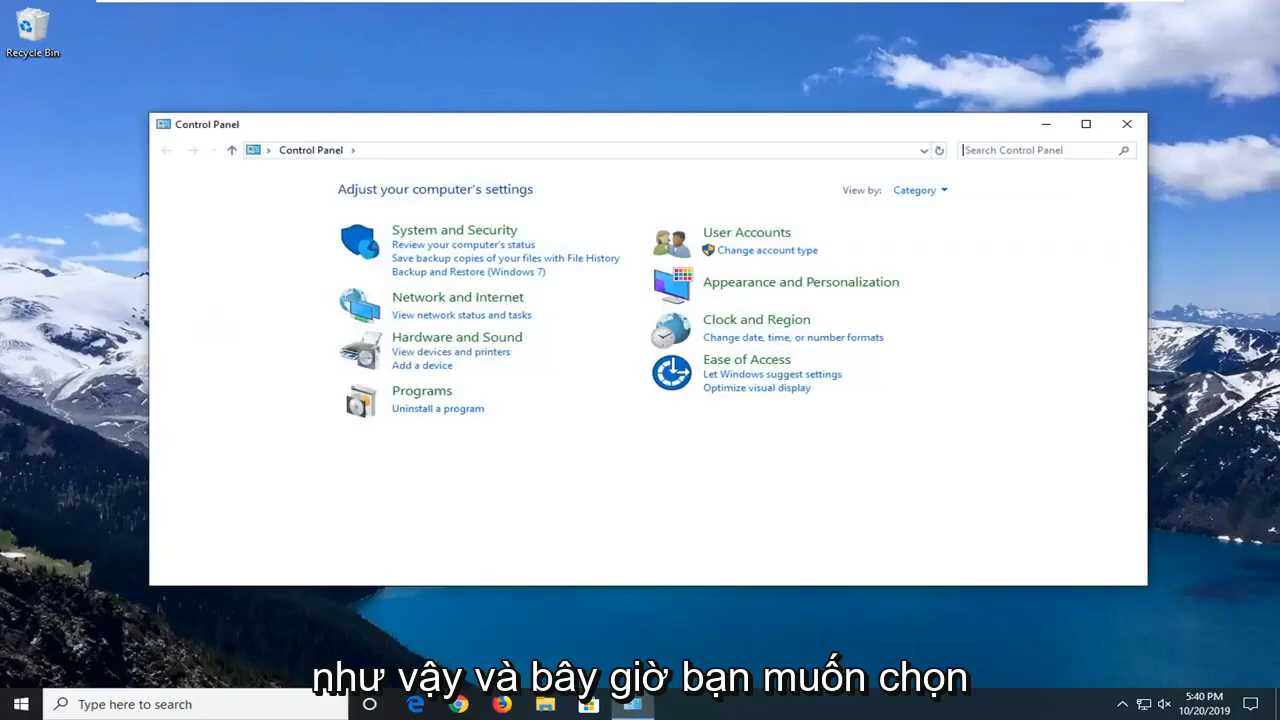 Recycle Bin
Control Panel
Control Panel
Search Control Panel
Adjust your computer's settings
View by: Category
System and Security
Review your computer's status
Save backup copies of your files with File History
Backup and Restore (Windows 7)
Network and Internet
View network status and tasks
Hardware and Sound
View devices and printers
Add a device
Programs
Uninstall a program
User Accounts
Change account type
Appearance and Personalization
Clock and Region
Change date, time, or number formats
Ease of Access
Let Windows suggest settings
Optimize visual display
như vậy và bây giờ bạn muốn chọn
Type here to search
5:40 PM
10/20/2019